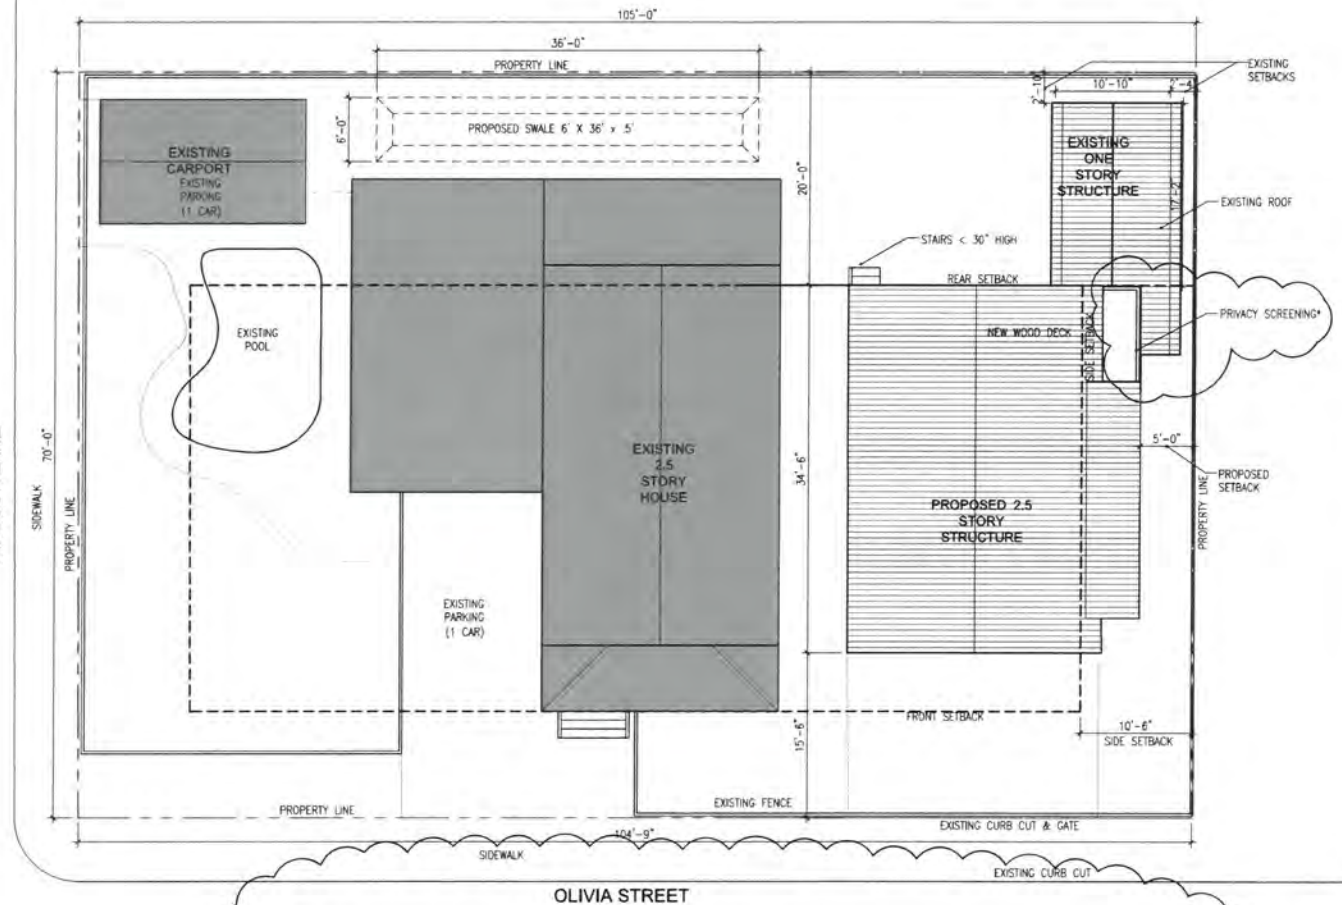 105'-0"
36'-0"
PROPERTY LINE
EXISTING
SETBACKS
2'-10"
10'-10"
2'-4
6'-0"
PROPOSED SWALE 6' X 36' x .5'
EXISTING
CARPORT
EXISTING
PARKING
(1 CAR)
20'-0"
EXISTING
ONE
STORY
STRUCTURE
17'-2"
EXISTING ROOF
STAIRS < 30" HIGH
REAR SETBACK
EXISTING
POOL
NEW WOOD DECK
SIDE SETBACK
PRIVACY SCREENING*
70'-0"
SIDEWALK
PROPERTY LINE
EXISTING
2.5
STORY
HOUSE
34'-6"
5'-0"
PROPOSED
SETBACK
PROPERTY LINE
PROPOSED 2.5
STORY
STRUCTURE
EXISTING
PARKING
(1 CAR)
15'-6"
FRONT SETBACK
10'-6"
SIDE SETBACK
PROPERTY LINE
EXISTING FENCE
EXISTING CURB CUT & GATE
104'-9"
SIDEWALK
EXISTING CURB CUT
OLIVIA STREET